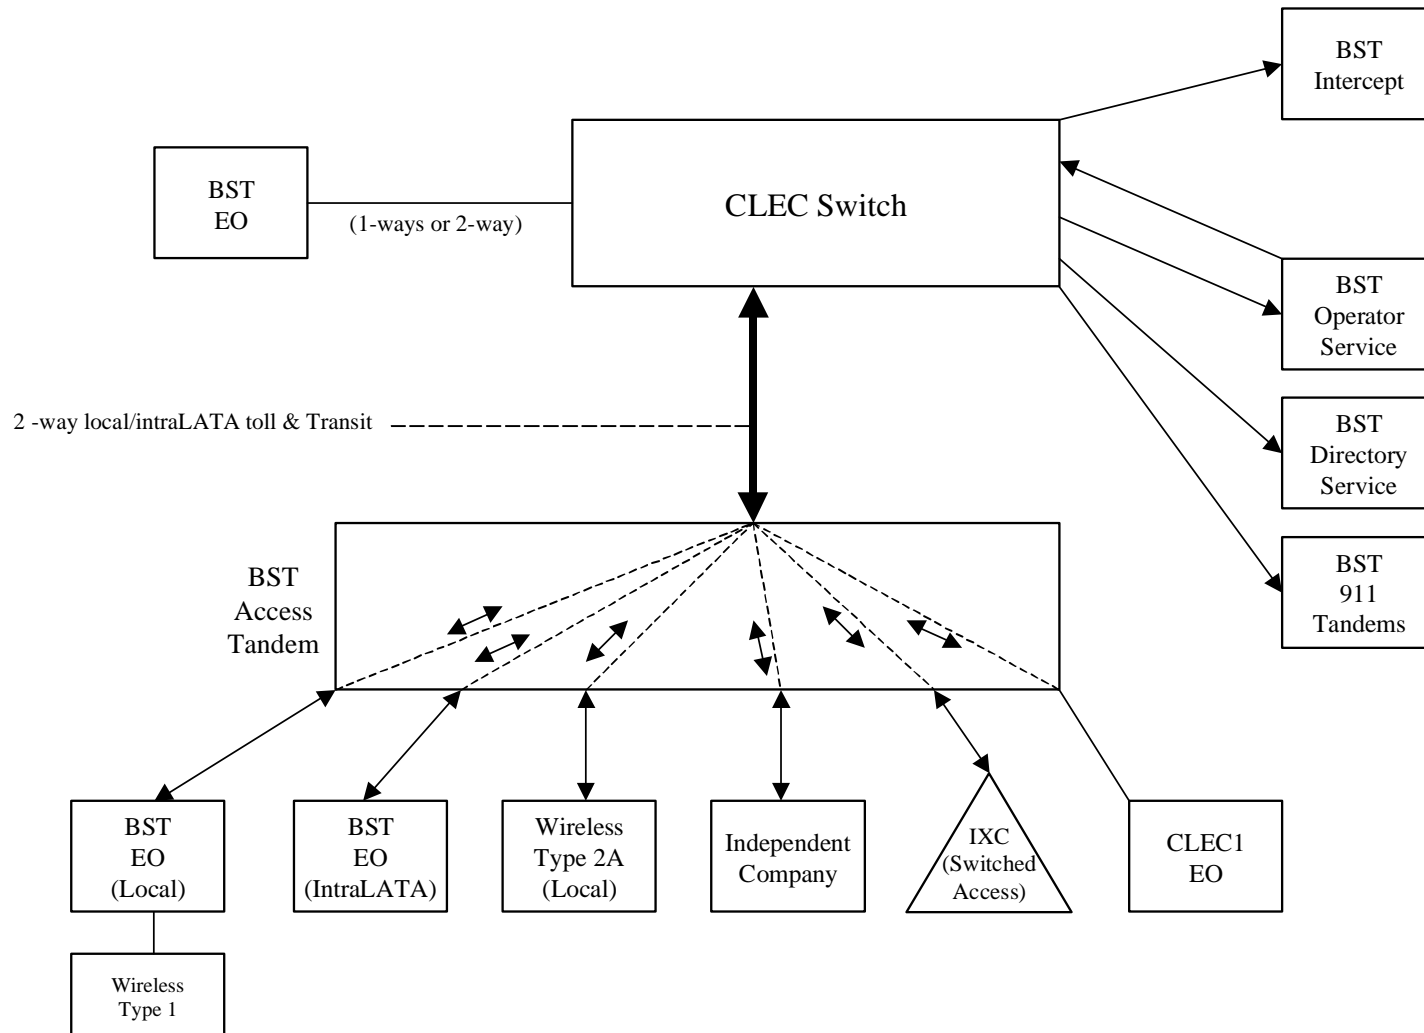 BST
Intercept
BST
EO
(1-ways or 2-way)
CLEC Switch
BST
Operator
Service
2 -way local/intraLATA toll & Transit
BST
Directory
Service
BST
911
Tandems
BST
Access
Tandem
BST
EO
(Local)
BST
EO
(IntraLATA)
Wireless
Type 2A
(Local)
Independent
Company
IXC
(Switched
Access)
CLEC1
EO
Wireless
Type 1